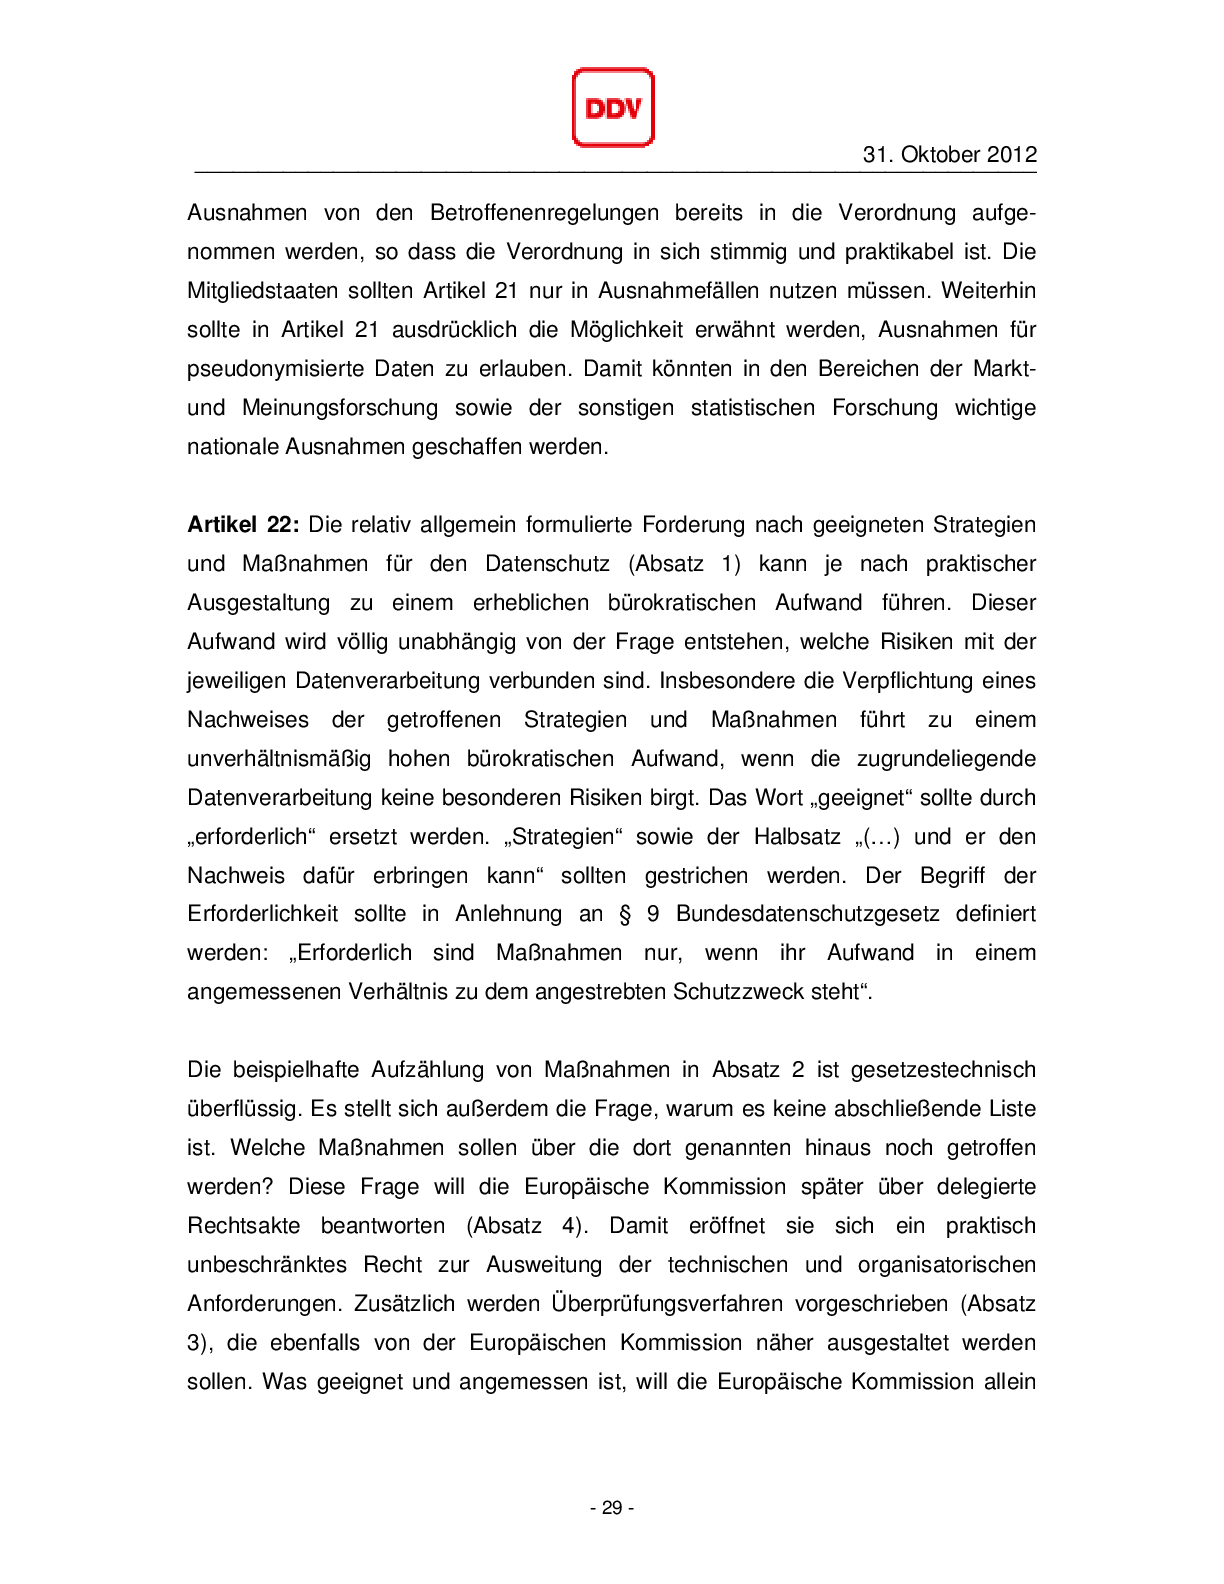 DDV
31. Oktober 2012
Ausnahmen von den Betroffenenregelungen bereits in die Verordnung aufge-
nommen werden, so dass die Verordnung in sich stimmig und praktikabel ist. Die
Mitgliedstaaten sollten Artikel 21 nur in Ausnahmefällen nutzen müssen. Weiterhin
sollte in Artikel 21 ausdrücklich die Möglichkeit erwähnt werden, Ausnahmen für
pseudonymisierte Daten zu erlauben. Damit könnten in den Bereichen der Markt-
und Meinungsforschung sowie der sonstigen statistischen Forschung wichtige
nationale Ausnahmen geschaffen werden.
Artikel 22: Die relativ allgemein formulierte Forderung nach geeigneten Strategien
und Maßnahmen für den Datenschutz (Absatz 1) kann je nach praktischer
Ausgestaltung zu einem erheblichen bürokratischen Aufwand führen. Dieser
Aufwand wird völlig unabhängig von der Frage entstehen, welche Risiken mit der
jeweiligen Datenverarbeitung verbunden sind. Insbesondere die Verpflichtung eines
Nachweises der getroffenen Strategien und Maßnahmen führt zu einem
unverhältnismäßig hohen bürokratischen Aufwand, wenn die zugrundeliegende
Datenverarbeitung keine besonderen Risiken birgt. Das Wort „geeignet“ sollte durch
„erforderlich“ ersetzt werden. „Strategien“ sowie der Halbsatz „(…) und er den
Nachweis dafür erbringen kann“ sollten gestrichen werden. Der Begriff der
Erforderlichkeit sollte in Anlehnung an § 9 Bundesdatenschutzgesetz definiert
werden: „Erforderlich sind Maßnahmen nur, wenn ihr Aufwand in einem
angemessenen Verhältnis zu dem angestrebten Schutzzweck steht“.
Die beispielhafte Aufzählung von Maßnahmen in Absatz 2 ist gesetzestechnisch
überflüssig. Es stellt sich außerdem die Frage, warum es keine abschließende Liste
ist. Welche Maßnahmen sollen über die dort genannten hinaus noch getroffen
werden? Diese Frage will die Europäische Kommission später über delegierte
Rechtsakte beantworten (Absatz 4). Damit eröffnet sie sich ein praktisch
unbeschränktes Recht zur Ausweitung der technischen und organisatorischen
Anforderungen. Zusätzlich werden Überprüfungsverfahren vorgeschrieben (Absatz
3), die ebenfalls von der Europäischen Kommission näher ausgestaltet werden
sollen. Was geeignet und angemessen ist, will die Europäische Kommission allein
- 29 -